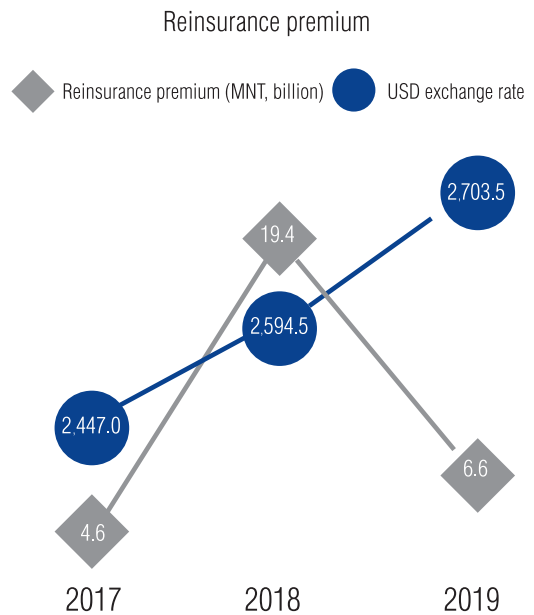 Reinsurance premium
Reinsurance premium (MNT, billion) USD exchange rate
2,703.5
19.4
2,594.5
2,447.0
6.6
4.6
2017 2018 2019